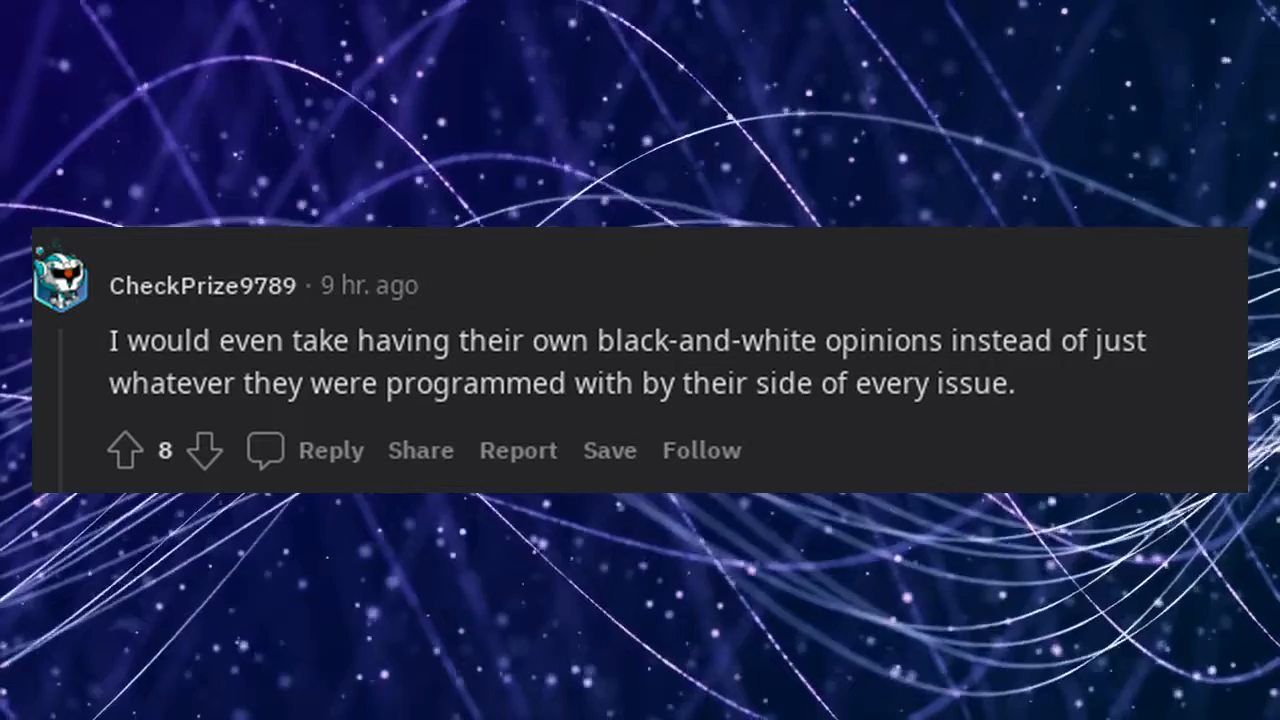 CheckPrize9789 · 9 hr. ago
I would even take having their own black-and-white opinions instead of just
whatever they were programmed with by their side of every issue.
8 Reply Share Report Save Follow